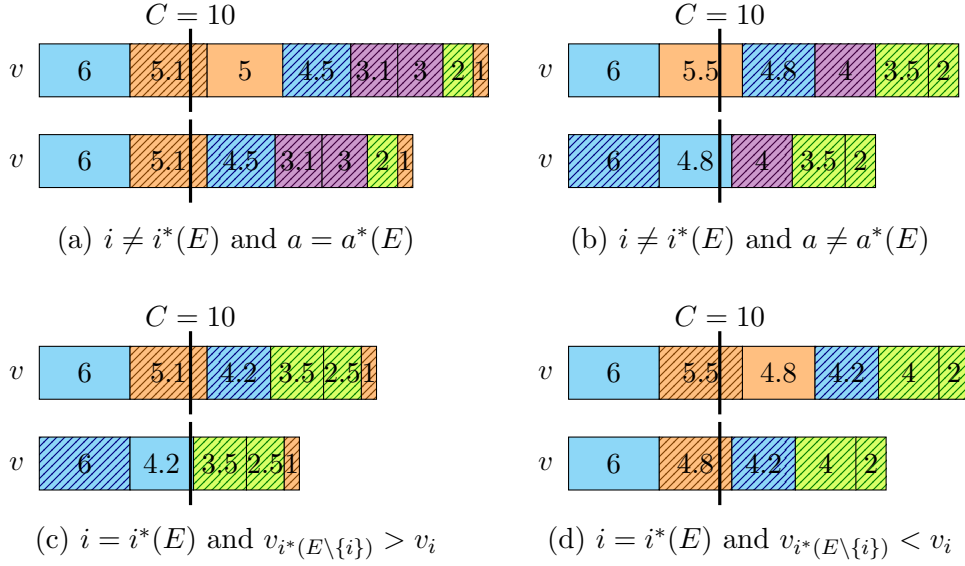 C = 10
v 6 5.1 5 4.5 3.1 3 2 1
v 6 5.1 4.5 3.1 3 2 1
(a) i ≠ i*(E) and a = a*(E)
C = 10
v 6 5.5 4.8 4 3.5 2
v 6 4.8 4 3.5 2
(b) i ≠ i*(E) and a ≠ a*(E)
C = 10
v 6 5.1 4.2 3.5 2.5 1
v 6 4.2 3.5 2.5 1
(c) i = i*(E) and v_{i*(E\{i})} > v_i
C = 10
v 6 5.5 4.8 4.2 4 2
v 6 4.8 4.2 4 2
(d) i = i*(E) and v_{i*(E\{i})} < v_i